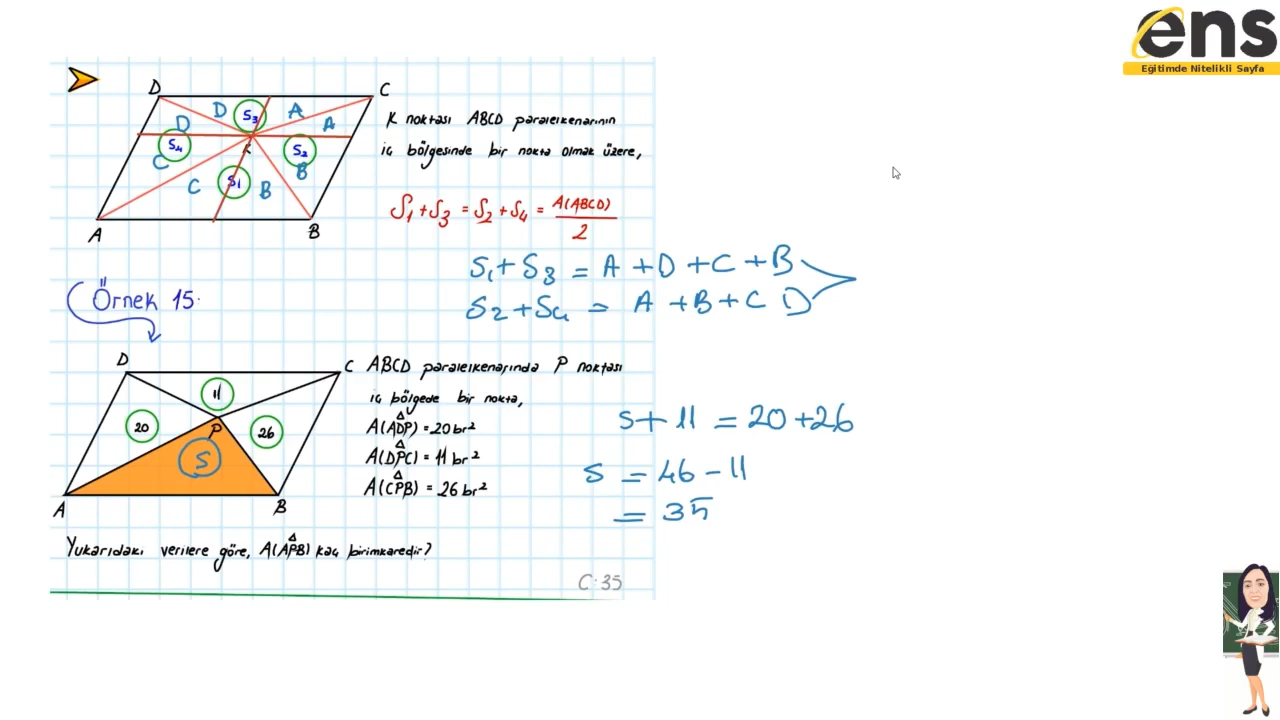 ens
Eğitimde Nitelikli Sayfa
D
C
D
S3
A
D
A
S4
K
S2
C
B
C
S1
B
A
B
K noktası ABCD paralelkenarının
iç bölgesinde bir nokta olmak üzere,
S1+S3 = S2+S4 = A(ABCD)
2
S1+S3 = A+D+C+B
S2+S4 = A+B+C D
Örnek 15.
D
C
11
20
P
26
S
A
B
ABCD paralelkenarında P noktası
iç bölgede bir nokta,
A(ADP) = 20 br²
A(DPC) = 11 br²
A(CPB) = 26 br²
S+11 = 20+26
S = 46-11
= 35
Yukarıdaki verilere göre, A(APB) kaç birimkaredir?
C:35